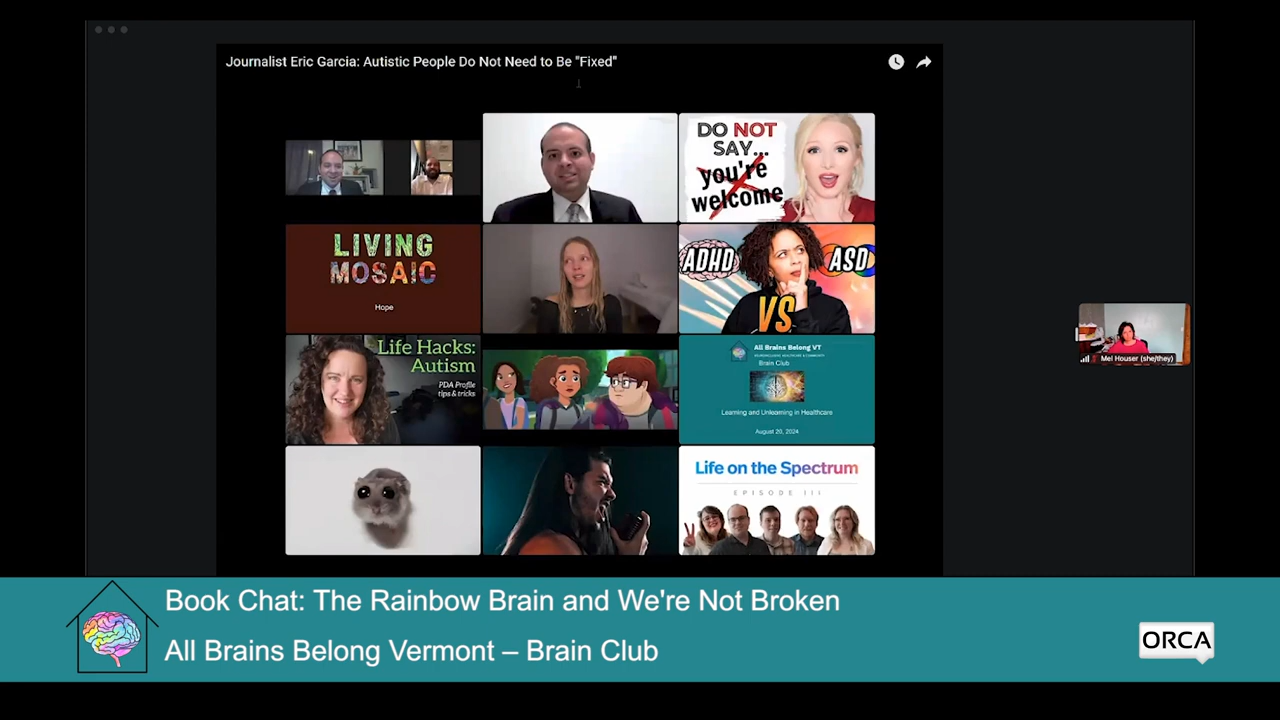 Journalist Eric Garcia: Autistic People Do Not Need to Be "Fixed"
DO NOT
SAY...
you're
welcome
LIVING
MOSAIC
Hope
ADHD
ASD
VS
Life Hacks:
Autism
PDA Profile
tips & tricks
All Brains Belong VT
Brain Club
Learning and Unlearning in Healthcare
August 20, 2024
Life on the Spectrum
EPISODE III
Mel Houser (she/they)
Book Chat: The Rainbow Brain and We're Not Broken
All Brains Belong Vermont – Brain Club
ORCA